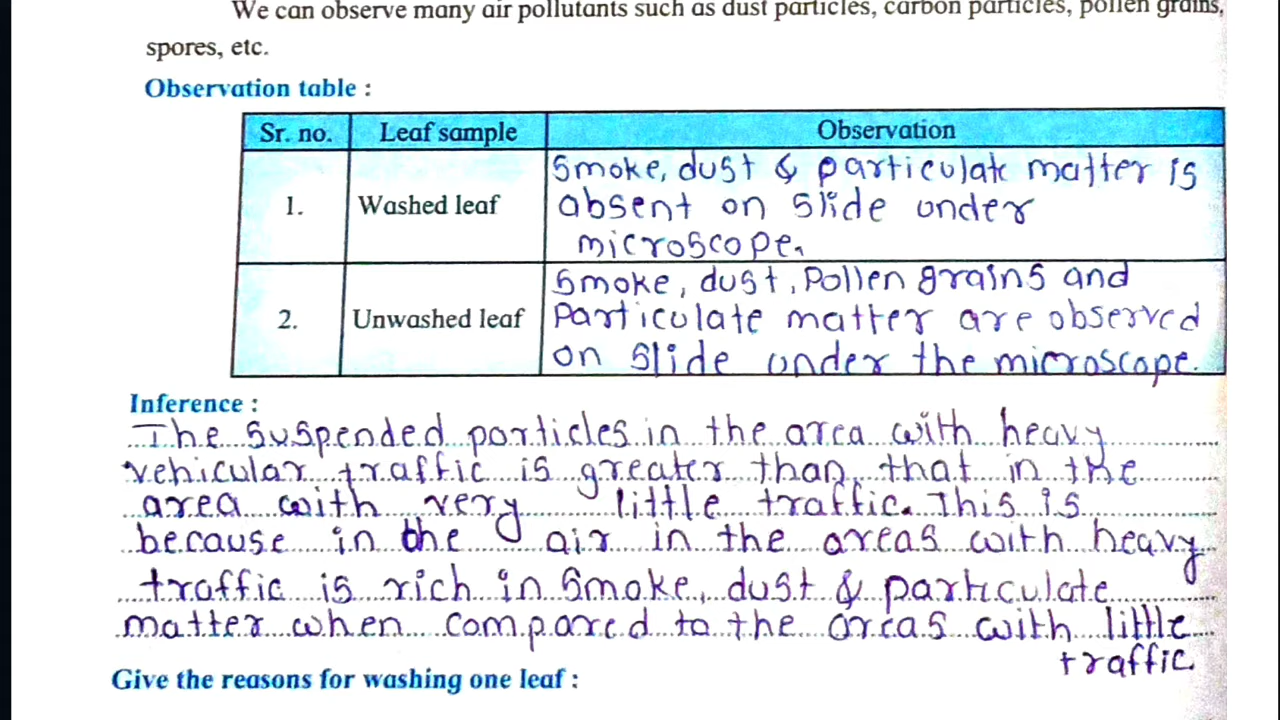 We can observe many air pollutants such as dust particles, carbon particles, pollen grains,
spores, etc.
Observation table :
Sr. no. Leaf sample Observation
1. Washed leaf Smoke, dust & particulate matter is
absent on slide under
microscope.
2. Unwashed leaf Smoke, dust, Pollen grains and
Particulate matter are observed
on slide under the microscope.
Inference :
The suspended particles in the area with heavy
vehicular traffic is greater than that in the
area with very little traffic. This is
because in the air in the areas with heavy
traffic is rich in smoke, dust & particulate
matter when compared to the areas with little
traffic.
Give the reasons for washing one leaf :